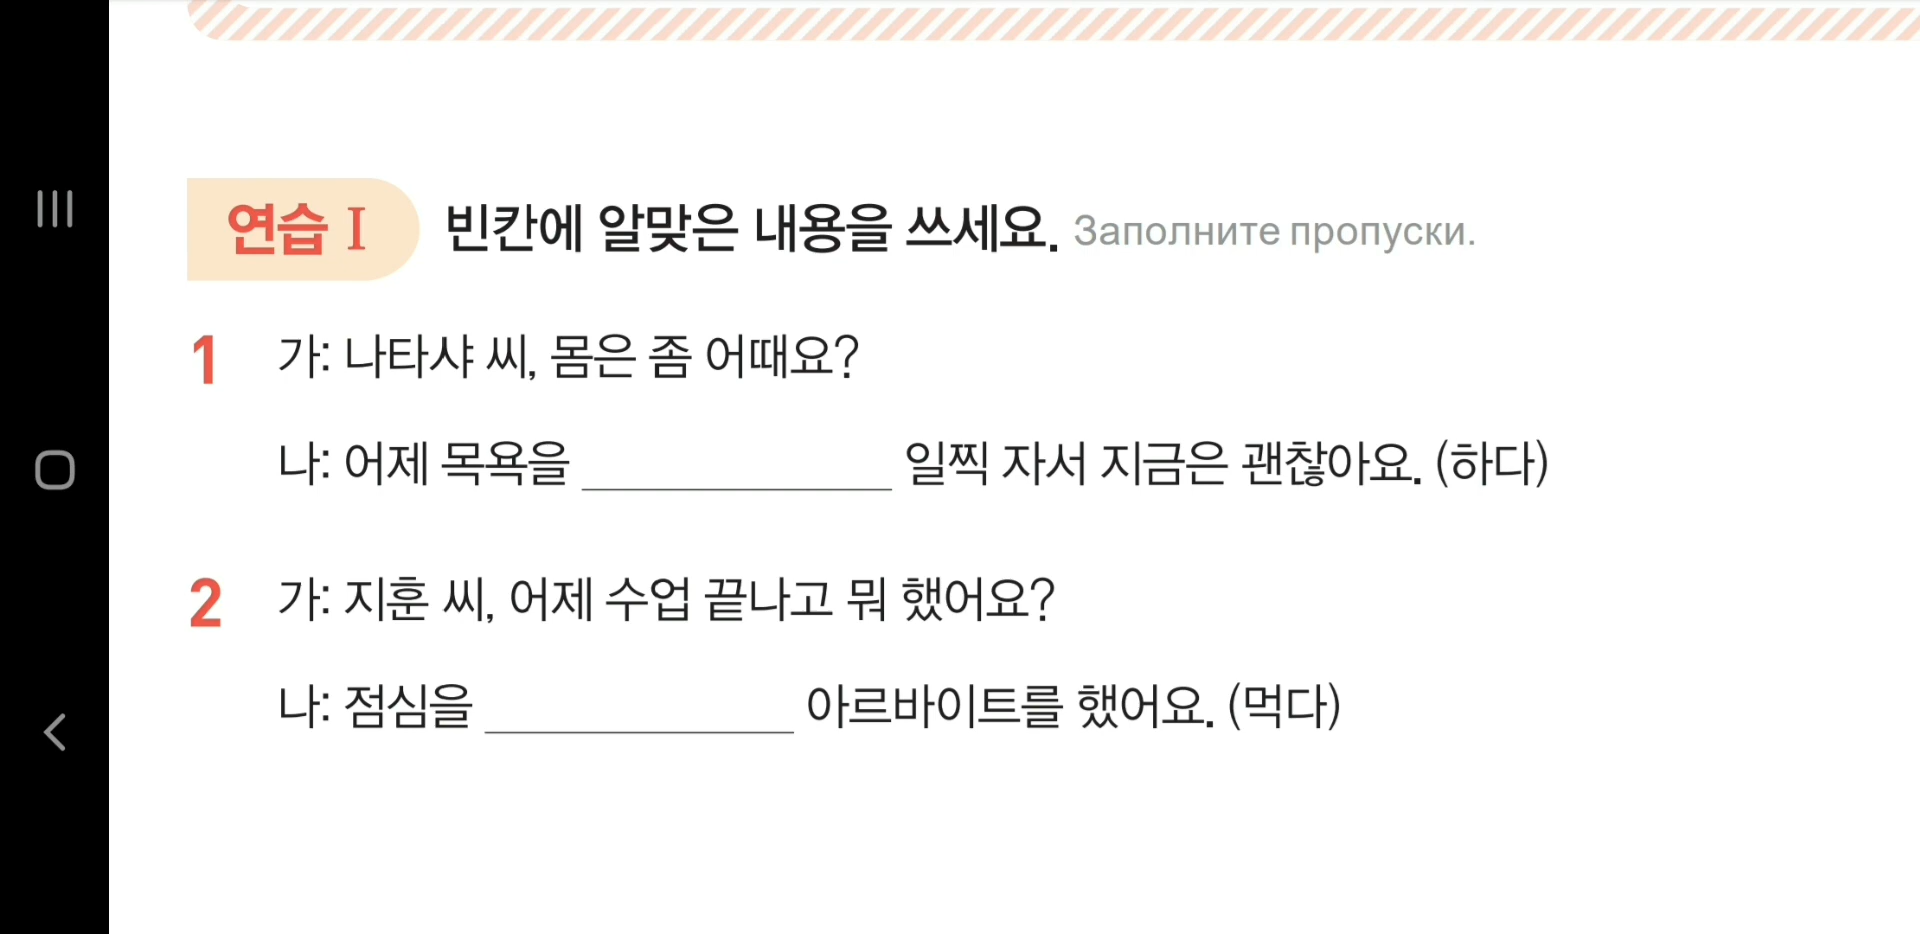 연습 I 빈칸에 알맞은 내용을 쓰세요. Заполните пропуски.
1 가: 나타샤 씨, 몸은 좀 어때요?
나: 어제 목욕을 ______________ 일찍 자서 지금은 괜찮아요. (하다)
2 가: 지훈 씨, 어제 수업 끝나고 뭐 했어요?
나: 점심을 ______________ 아르바이트를 했어요. (먹다)